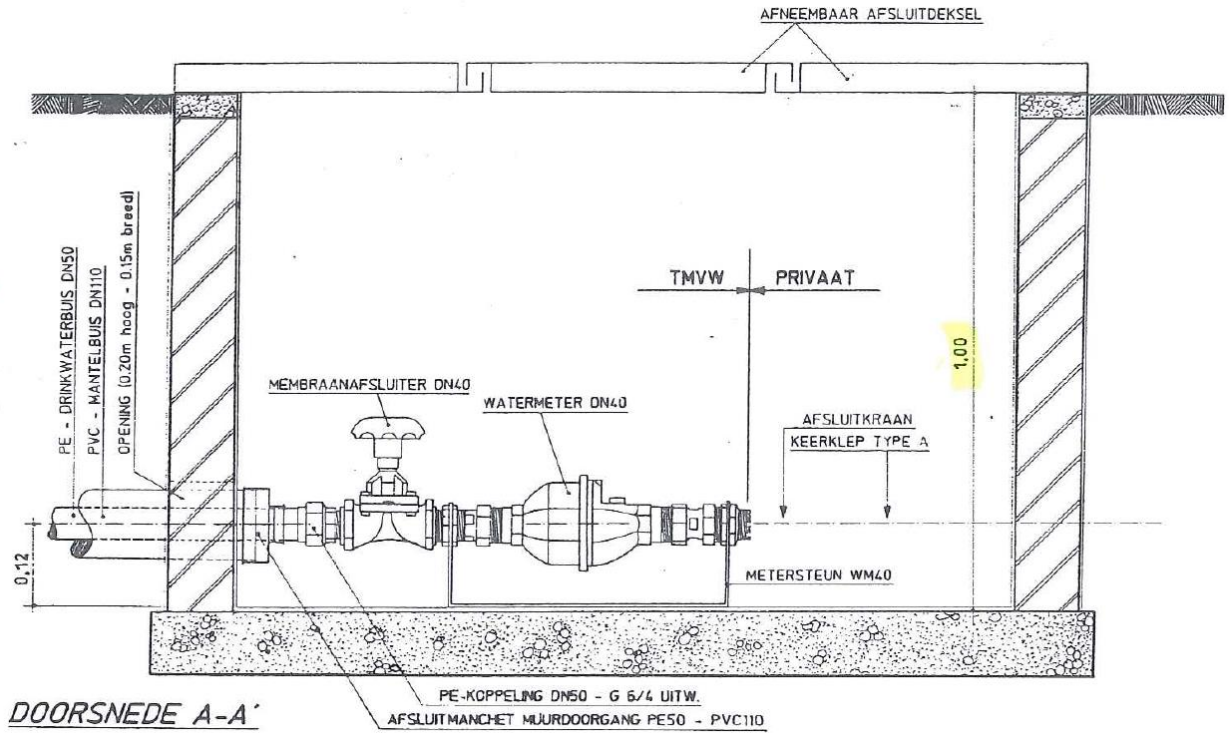 AFNEEMBAAR AFSLUITDEKSEL
PE - DRINKWATERBUIS DN50
PVC - MANTELBUIS DN110
OPENING (0.20m hoog - 0.15m breed)
TMVW
PRIVAAT
1,00
MEMBRAANAFSLUITER DN40
WATERMETER DN40
AFSLUITKRAAN
KEERKLEP TYPE A
0,12
METERSTEUN WM40
PE-KOPPELING DN50 - G 6/4 UITW.
AFSLUITMANCHET MUURDOORGANG PE50 - PVC110
DOORSNEDE A-A'